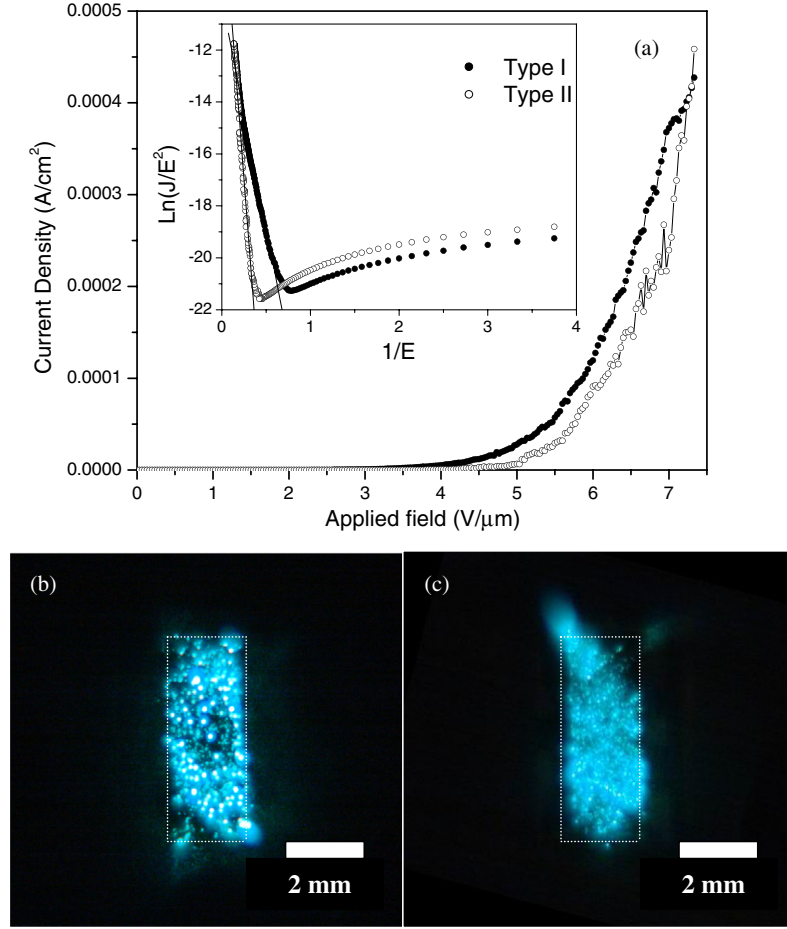 0.0005
0.0004
0.0003
0.0002
0.0001
0.0000
Current Density (A/cm²)
0 1 2 3 4 5 6 7
Applied field (V/μm)
(a)
-12
-14
-16
-18
-20
-22
Ln(J/E²)
0 1 2 3 4
1/E
Type I
Type II
(b)
2 mm
(c)
2 mm